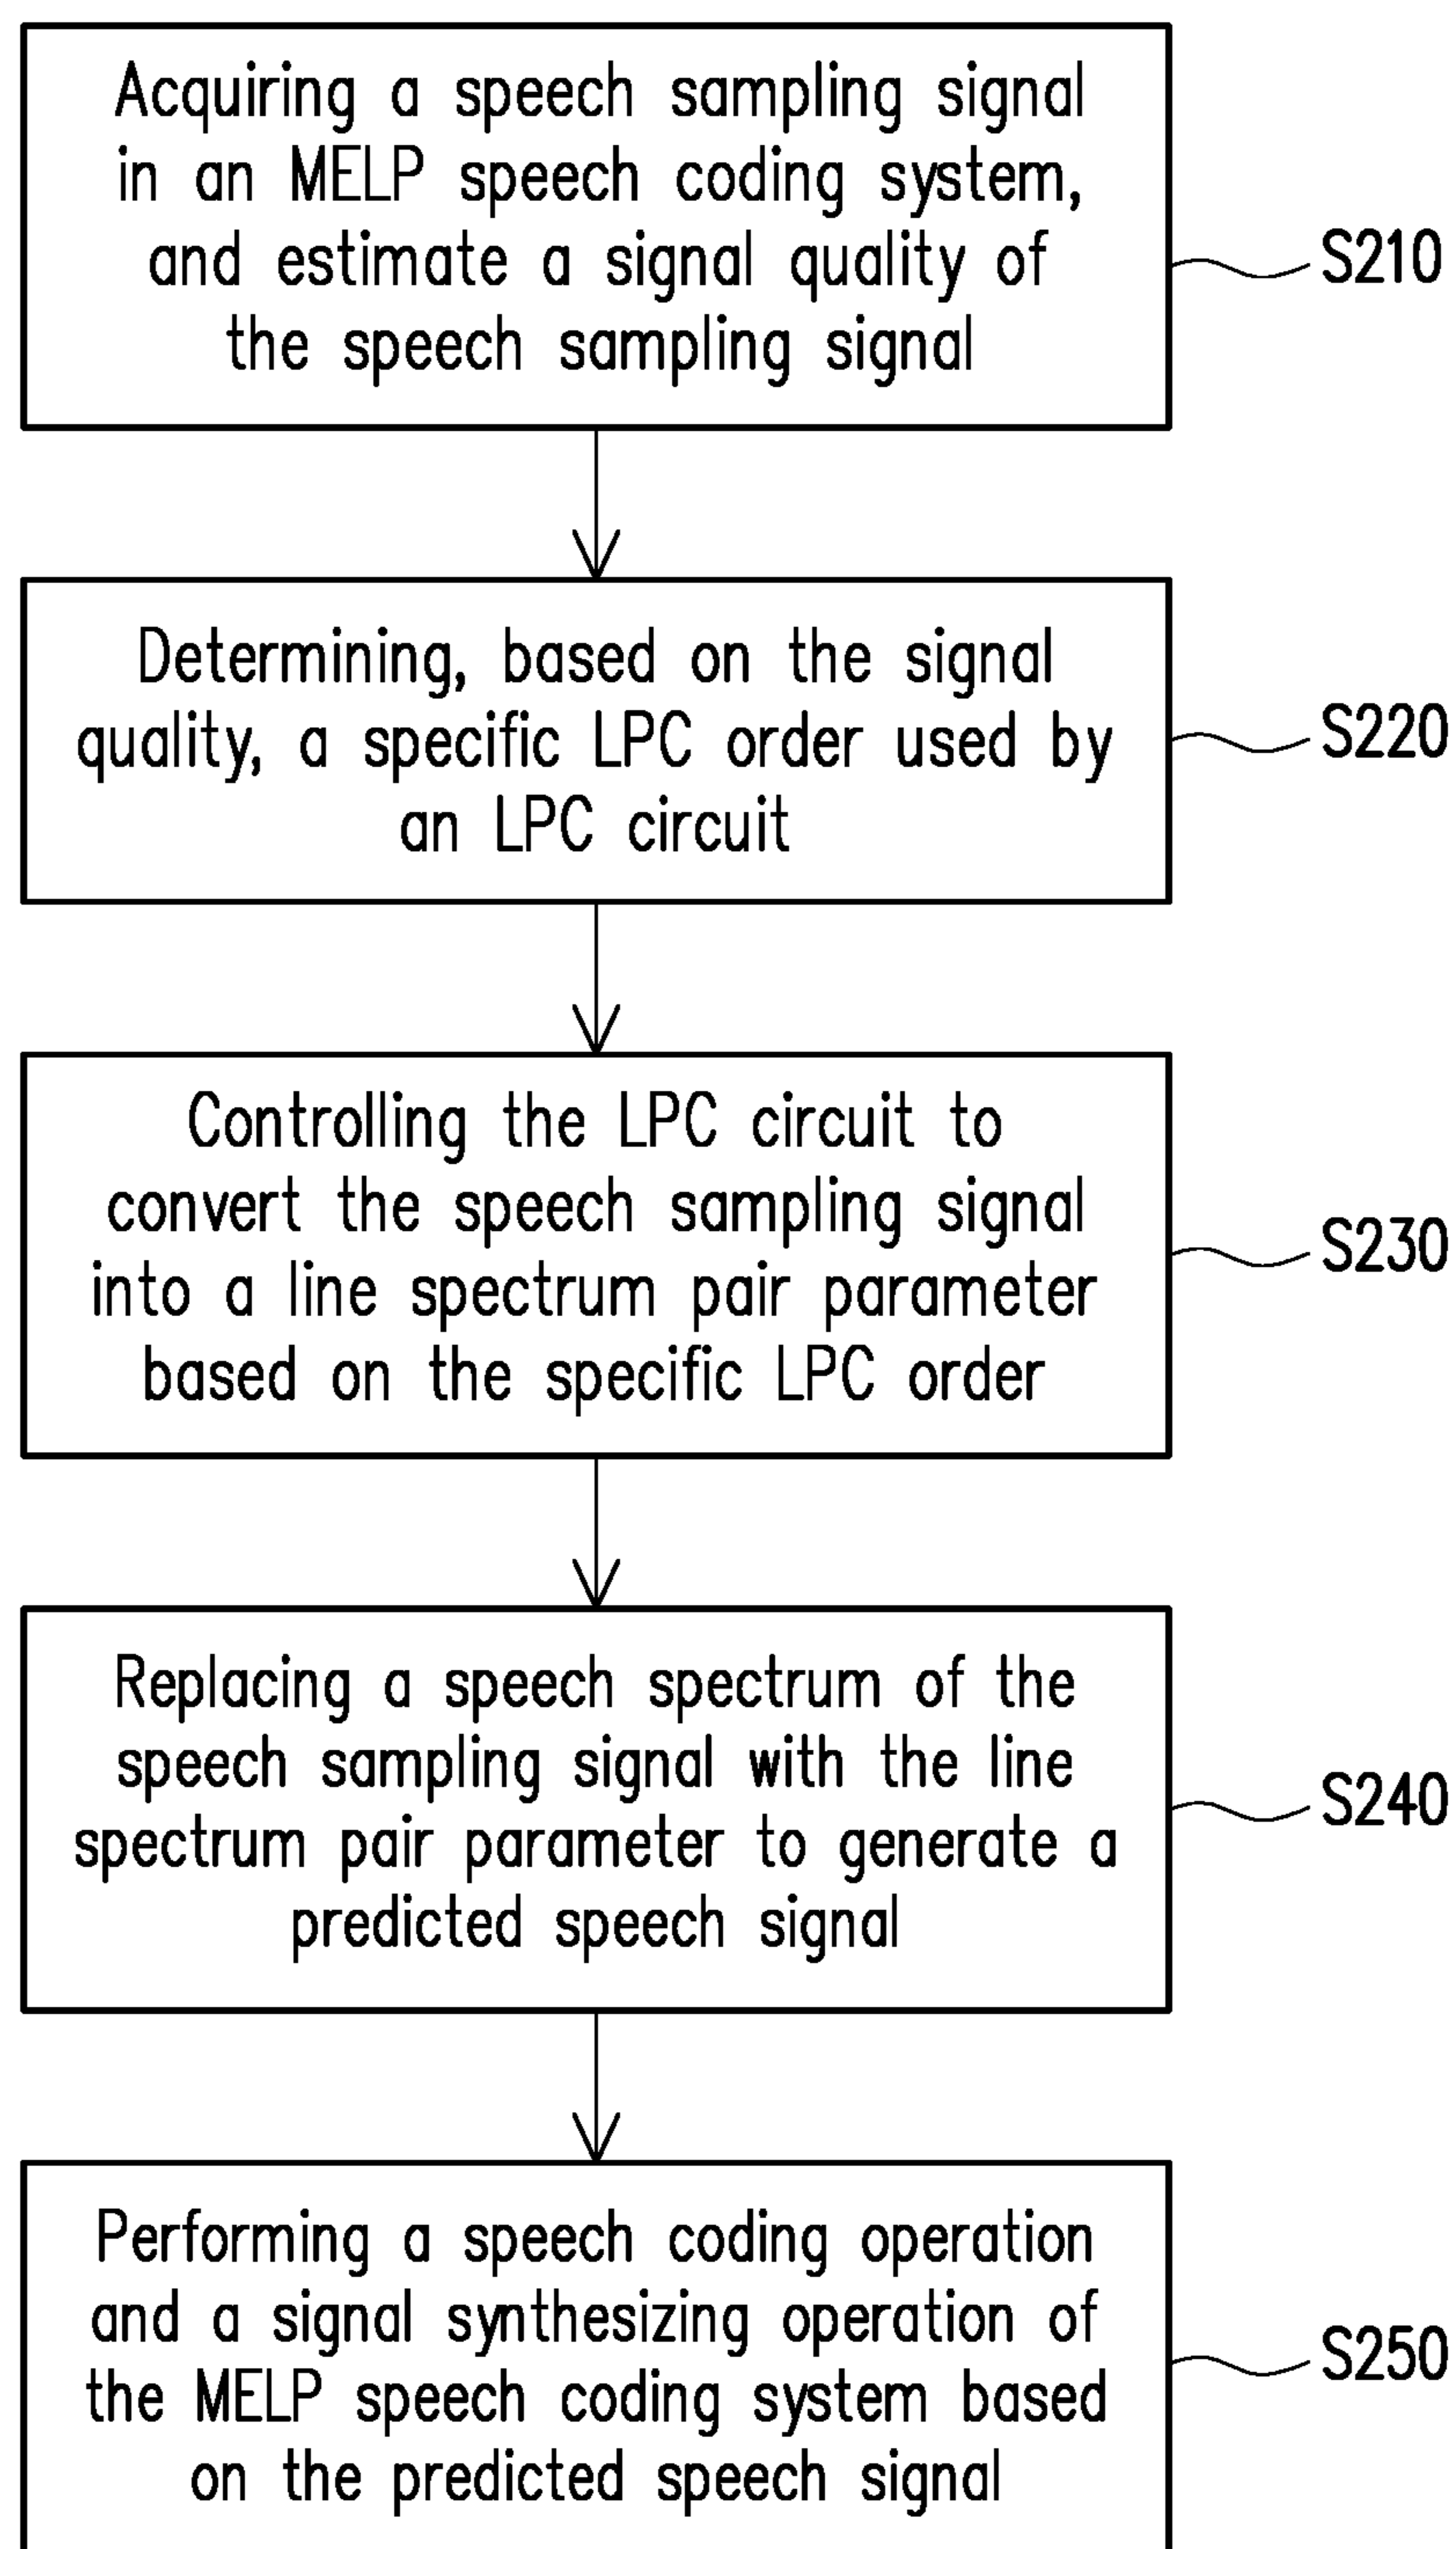 Acquiring a speech sampling signal
in an MELP speech coding system,
and estimate a signal quality of
the speech sampling signal
S210
Determining, based on the signal
quality, a specific LPC order used by
an LPC circuit
S220
Controlling the LPC circuit to
convert the speech sampling signal
into a line spectrum pair parameter
based on the specific LPC order
S230
Replacing a speech spectrum of the
speech sampling signal with the line
spectrum pair parameter to generate a
predicted speech signal
S240
Performing a speech coding operation
and a signal synthesizing operation of
the MELP speech coding system based
on the predicted speech signal
S250